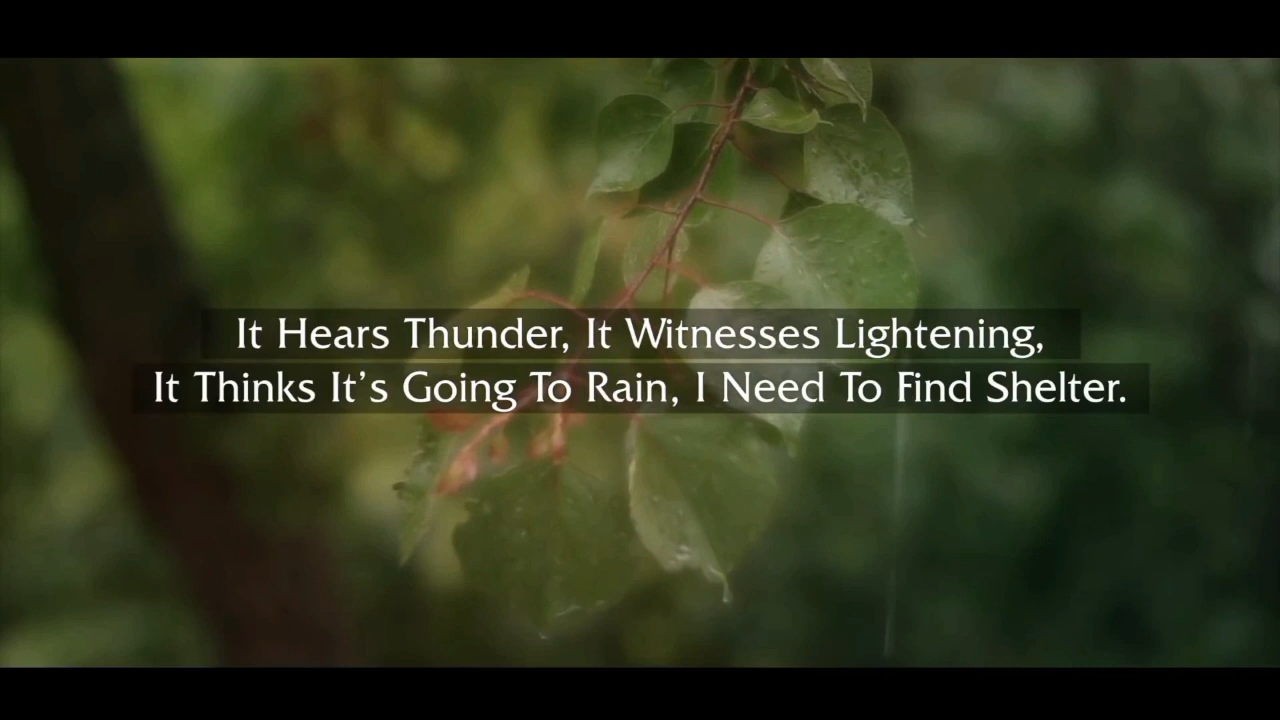 It Hears Thunder, It Witnesses Lightening,
It Thinks It's Going To Rain, I Need To Find Shelter.